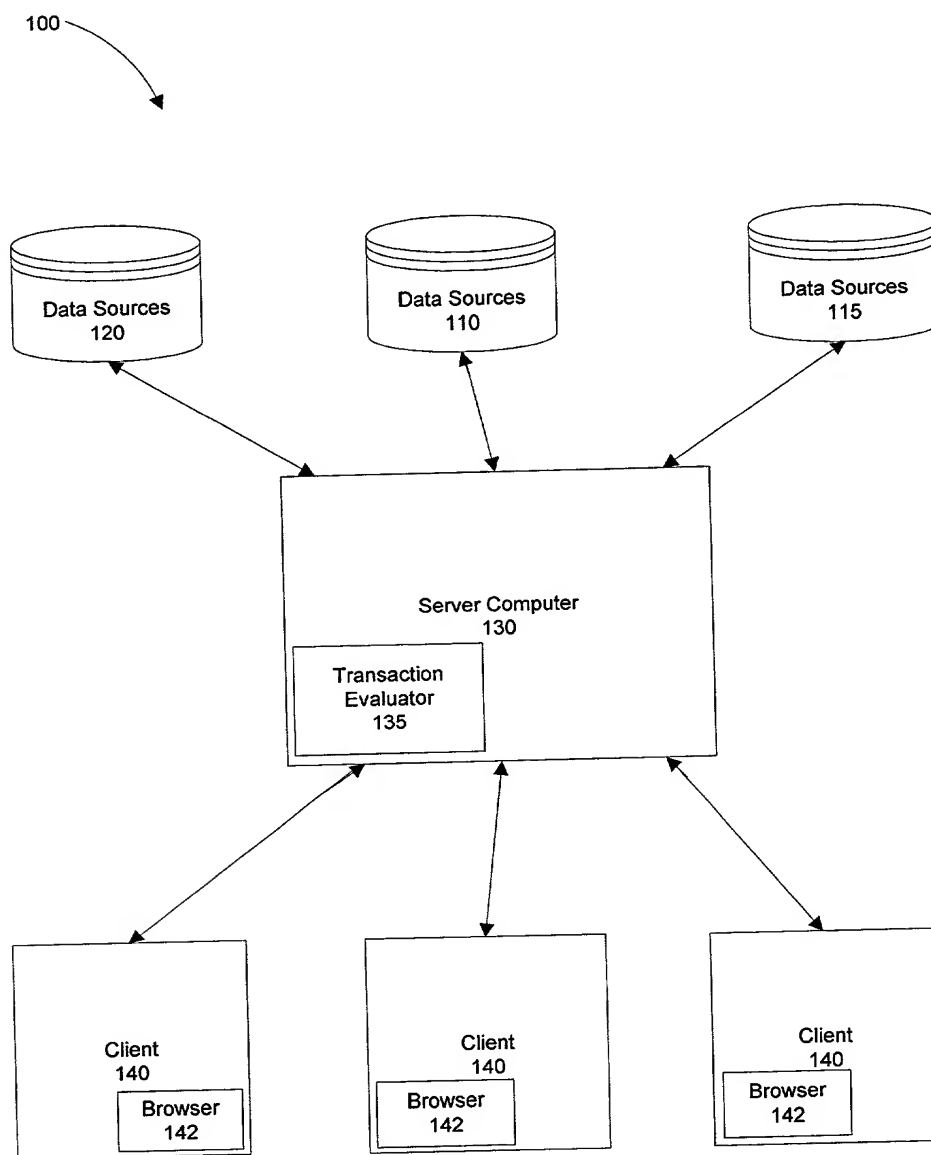 100
Data Sources
120
Data Sources
110
Data Sources
115
Server Computer
130
Transaction
Evaluator
135
Client
140
Browser
142
Client
140
Browser
142
Client
140
Browser
142